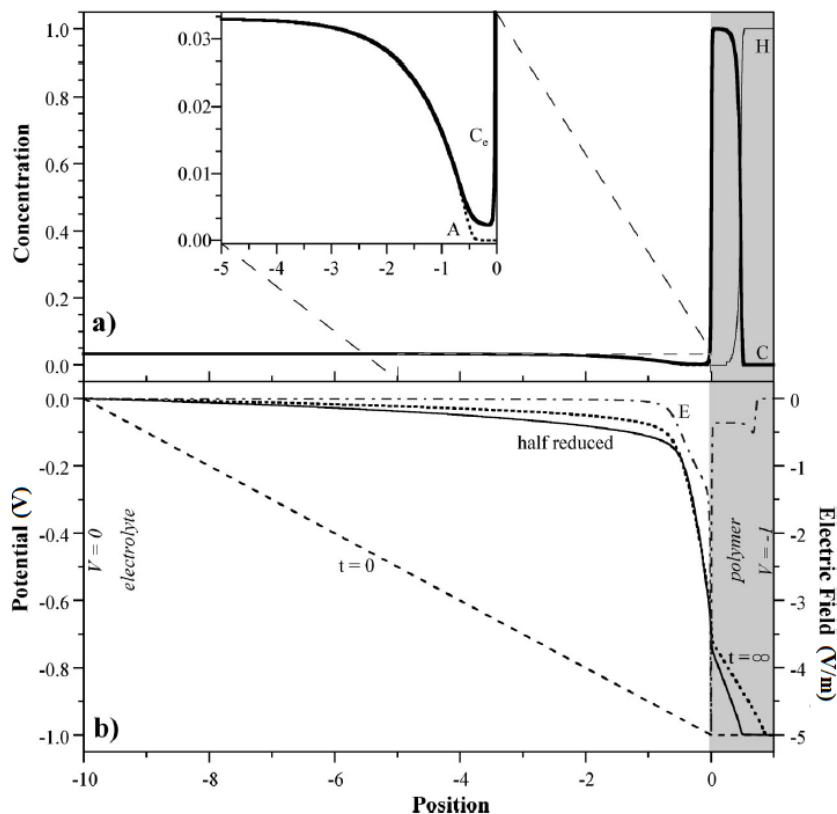 1.0
0.8
0.6
0.4
0.2
0.0
Concentration
a)
0.03
0.02
0.01
0.00
-5 -4 -3 -2 -1 0
Ce
A
H
C
0.0
-0.2
-0.4
-0.6
-0.8
-1.0
Potential (V)
b)
V = 0
electrolyte
t = 0
half reduced
E
polymer
V = -1
t = ∞
0
-1
-2
-3
-4
-5
Electric Field (V/m)
-10 -8 -6 -4 -2 0
Position